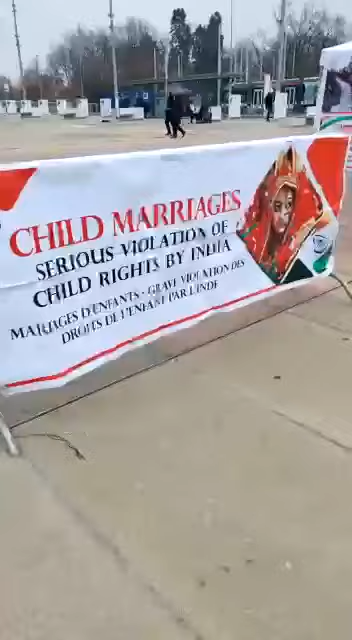 CHILD MARRIAGES
SERIOUS VIOLATION OF
CHILD RIGHTS BY INDIA
MARIAGES D'ENFANTS - GRAVE VIOLATION DES
DROITS DE L'ENFANT PAR L'INDE